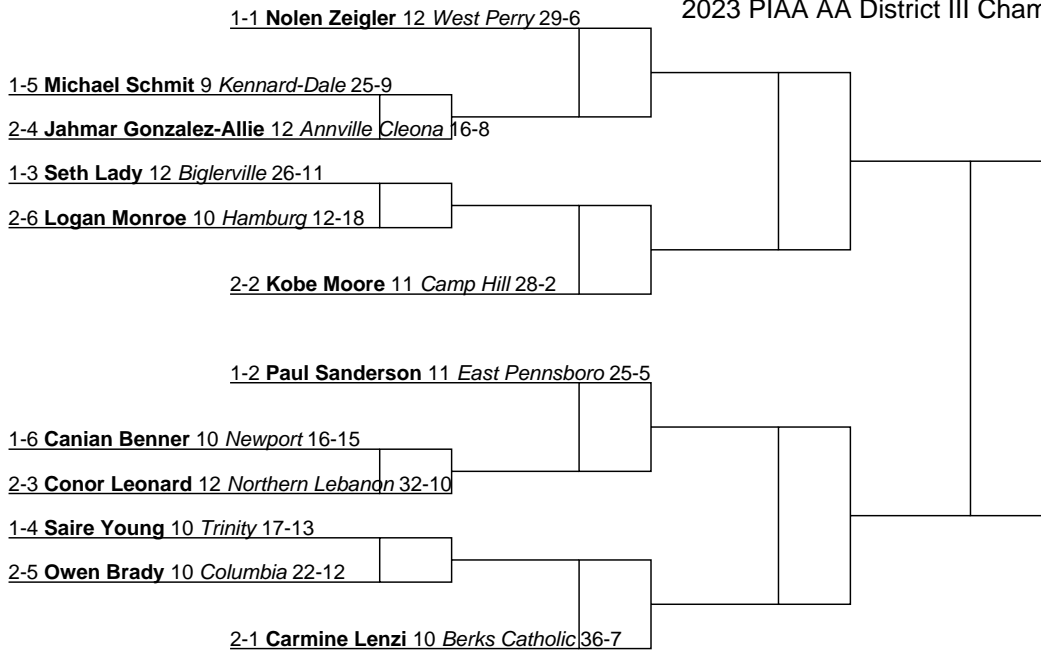 2023 PIAA AA District III Cham
1-1 Nolen Zeigler 12 West Perry 29-6
1-5 Michael Schmit 9 Kennard-Dale 25-9
2-4 Jahmar Gonzalez-Allie 12 Annville Cleona 16-8
1-3 Seth Lady 12 Biglerville 26-11
2-6 Logan Monroe 10 Hamburg 12-18
2-2 Kobe Moore 11 Camp Hill 28-2
1-2 Paul Sanderson 11 East Pennsboro 25-5
1-6 Canian Benner 10 Newport 16-15
2-3 Conor Leonard 12 Northern Lebanon 32-10
1-4 Saire Young 10 Trinity 17-13
2-5 Owen Brady 10 Columbia 22-12
2-1 Carmine Lenzi 10 Berks Catholic 36-7